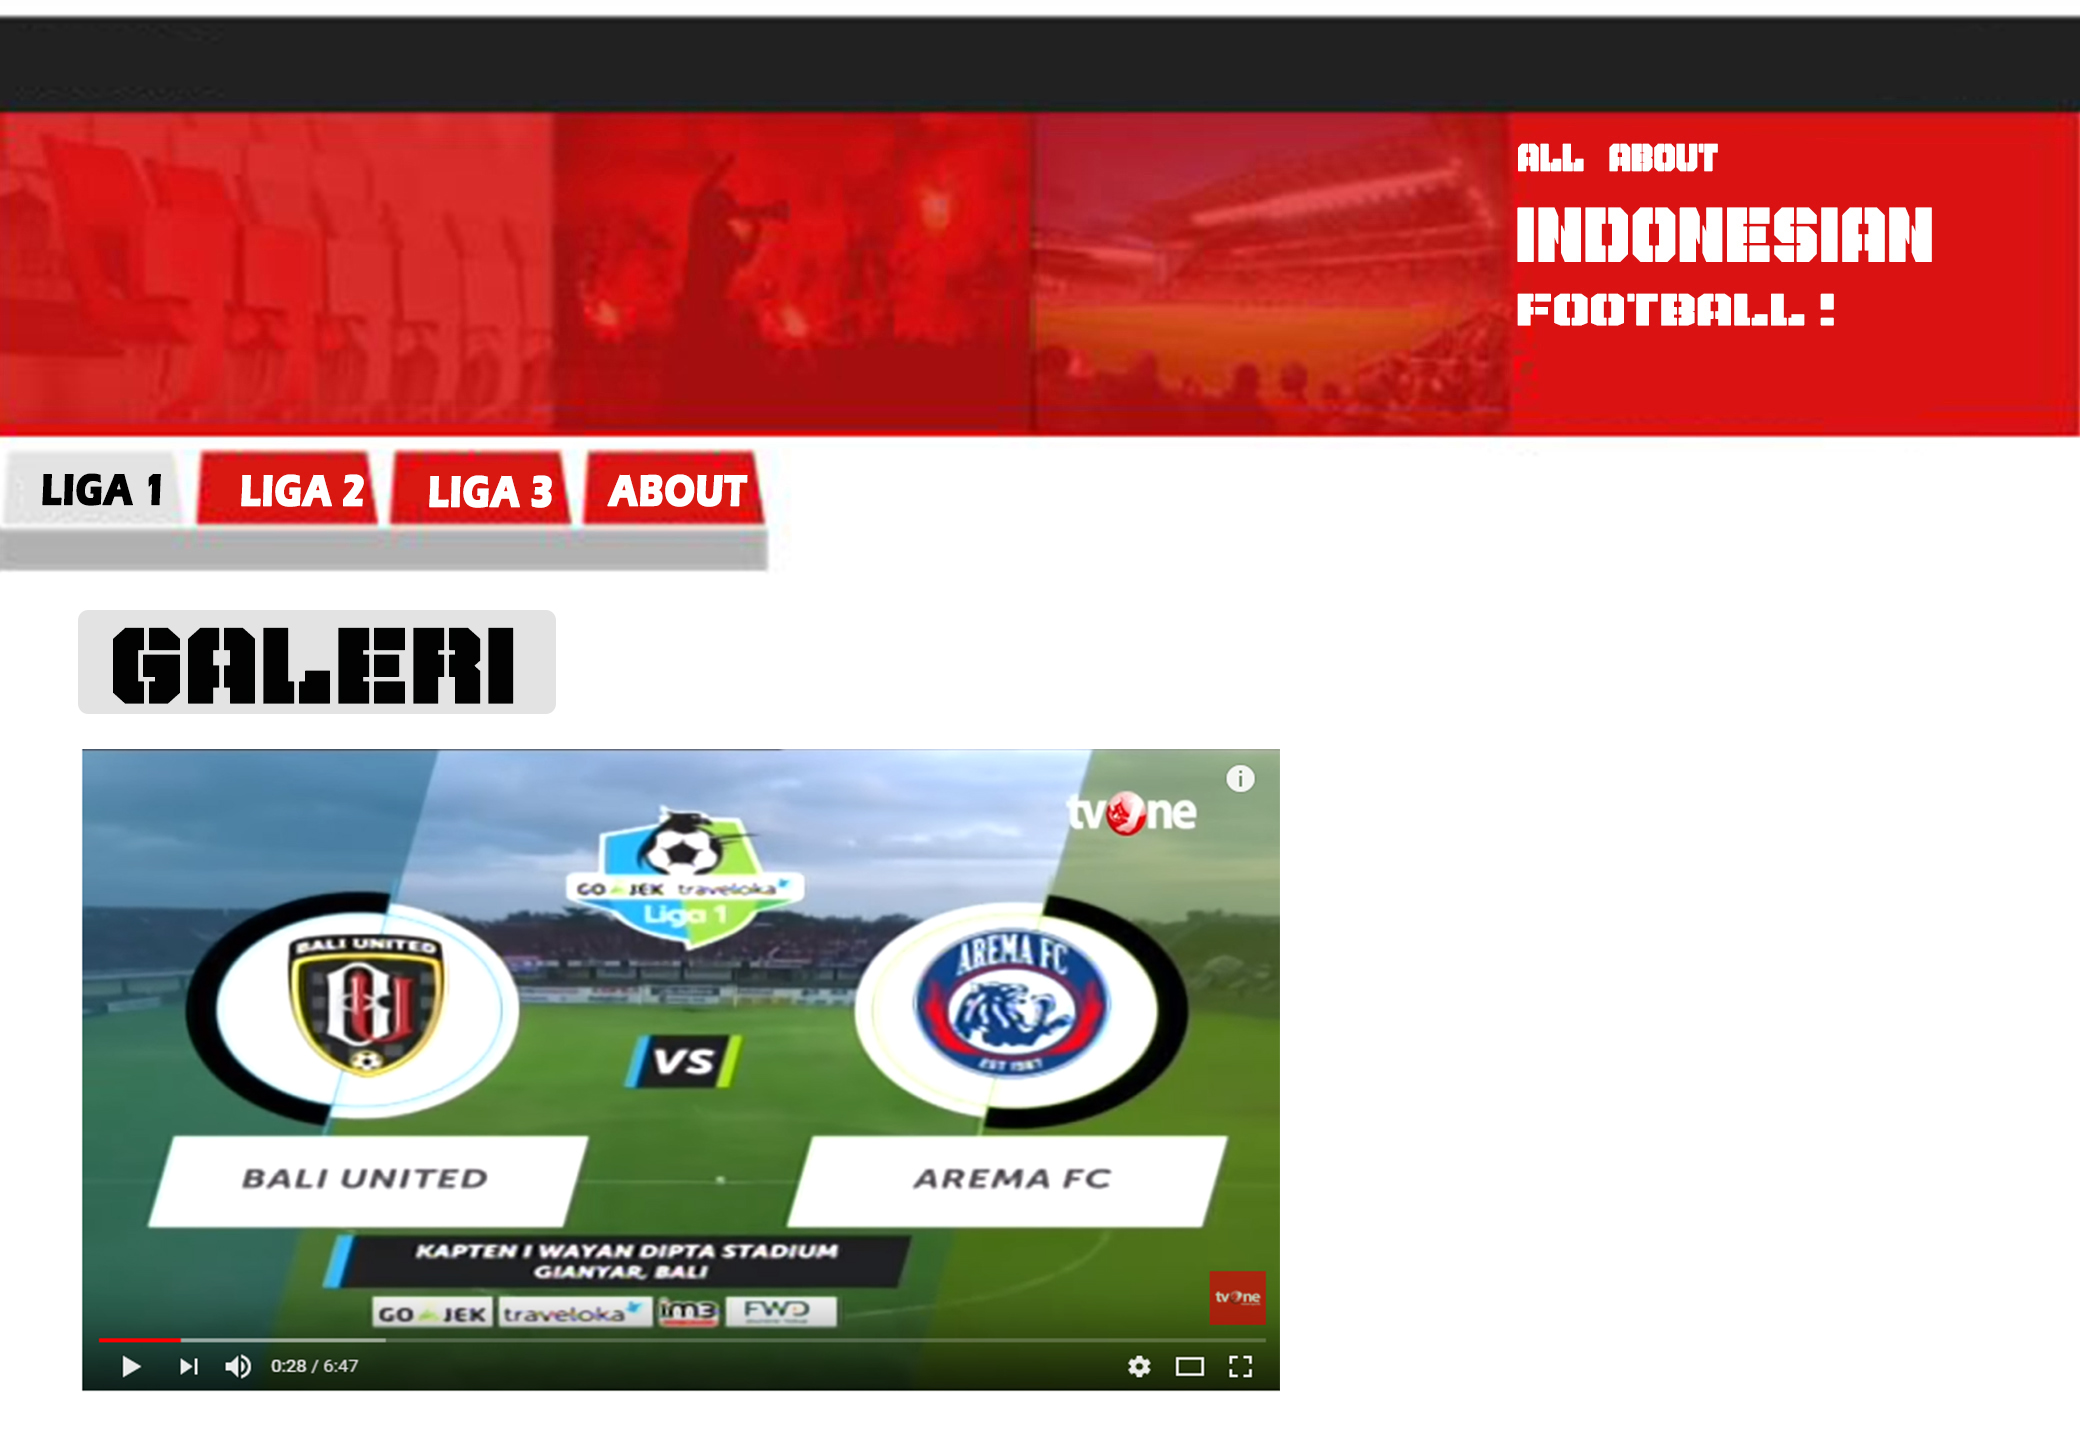 ALL ABOUT
INDONESIAN
FOOTBALL !
LIGA 1
LIGA 2
LIGA 3
ABOUT
GALERI
tvOne
GO JEK traveloka
Liga 1
BALI UNITED
AREMA FC
EST 1987
VS
BALI UNITED
AREMA FC
KAPTEN I WAYAN DIPTA STADIUM
GIANYAR, BALI
GO JEK traveloka im3 FWD
tvOne
0:28 / 6:47